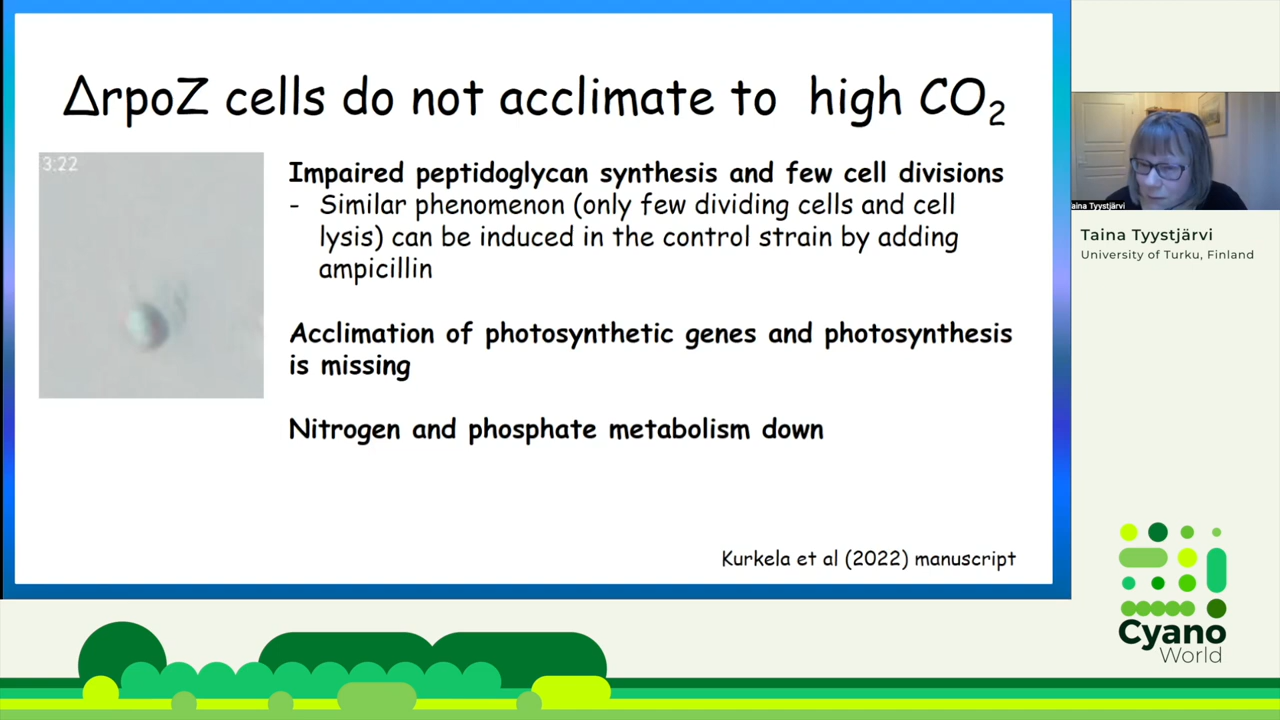 ΔrpoZ cells do not acclimate to high CO₂
3:22
Impaired peptidoglycan synthesis and few cell divisions
- Similar phenomenon (only few dividing cells and cell
lysis) can be induced in the control strain by adding
ampicillin
Acclimation of photosynthetic genes and photosynthesis
is missing
Nitrogen and phosphate metabolism down
Kurkela et al (2022) manuscript
aina Tyystjärvi
Taina Tyystjärvi
University of Turku, Finland
Cyano
World